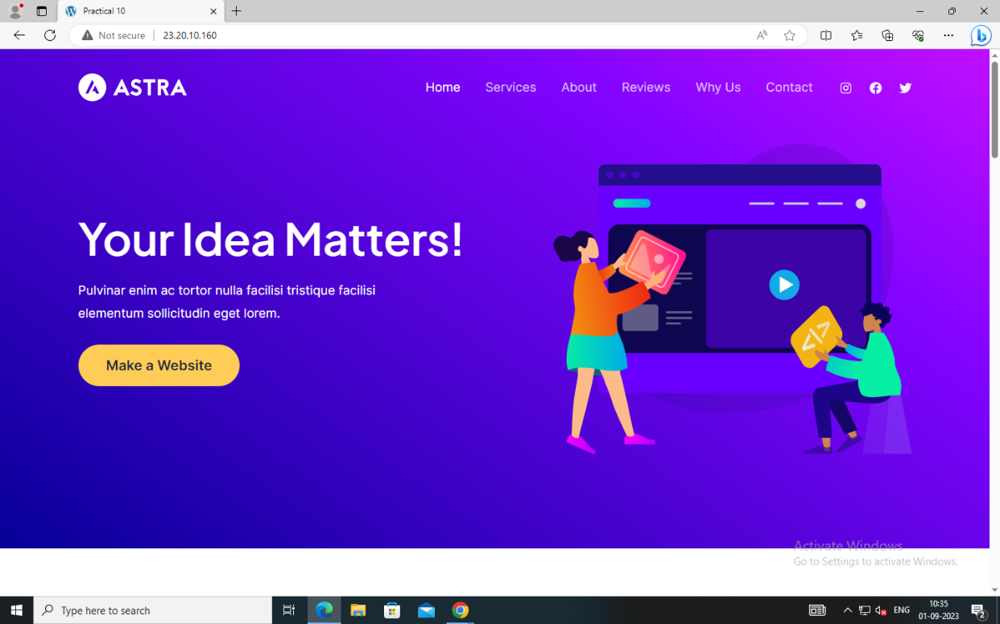 Practical 10
Not secure
23.20.10.160
ASTRA
Home
Services
About
Reviews
Why Us
Contact
Your Idea Matters!
Pulvinar enim ac tortor nulla facilisi tristique facilisi
elementum sollicitudin eget lorem.
Make a Website
</>
Activate Windows
Go to Settings to activate Windows.
Type here to search
ENG
10:35
01-09-2023
2